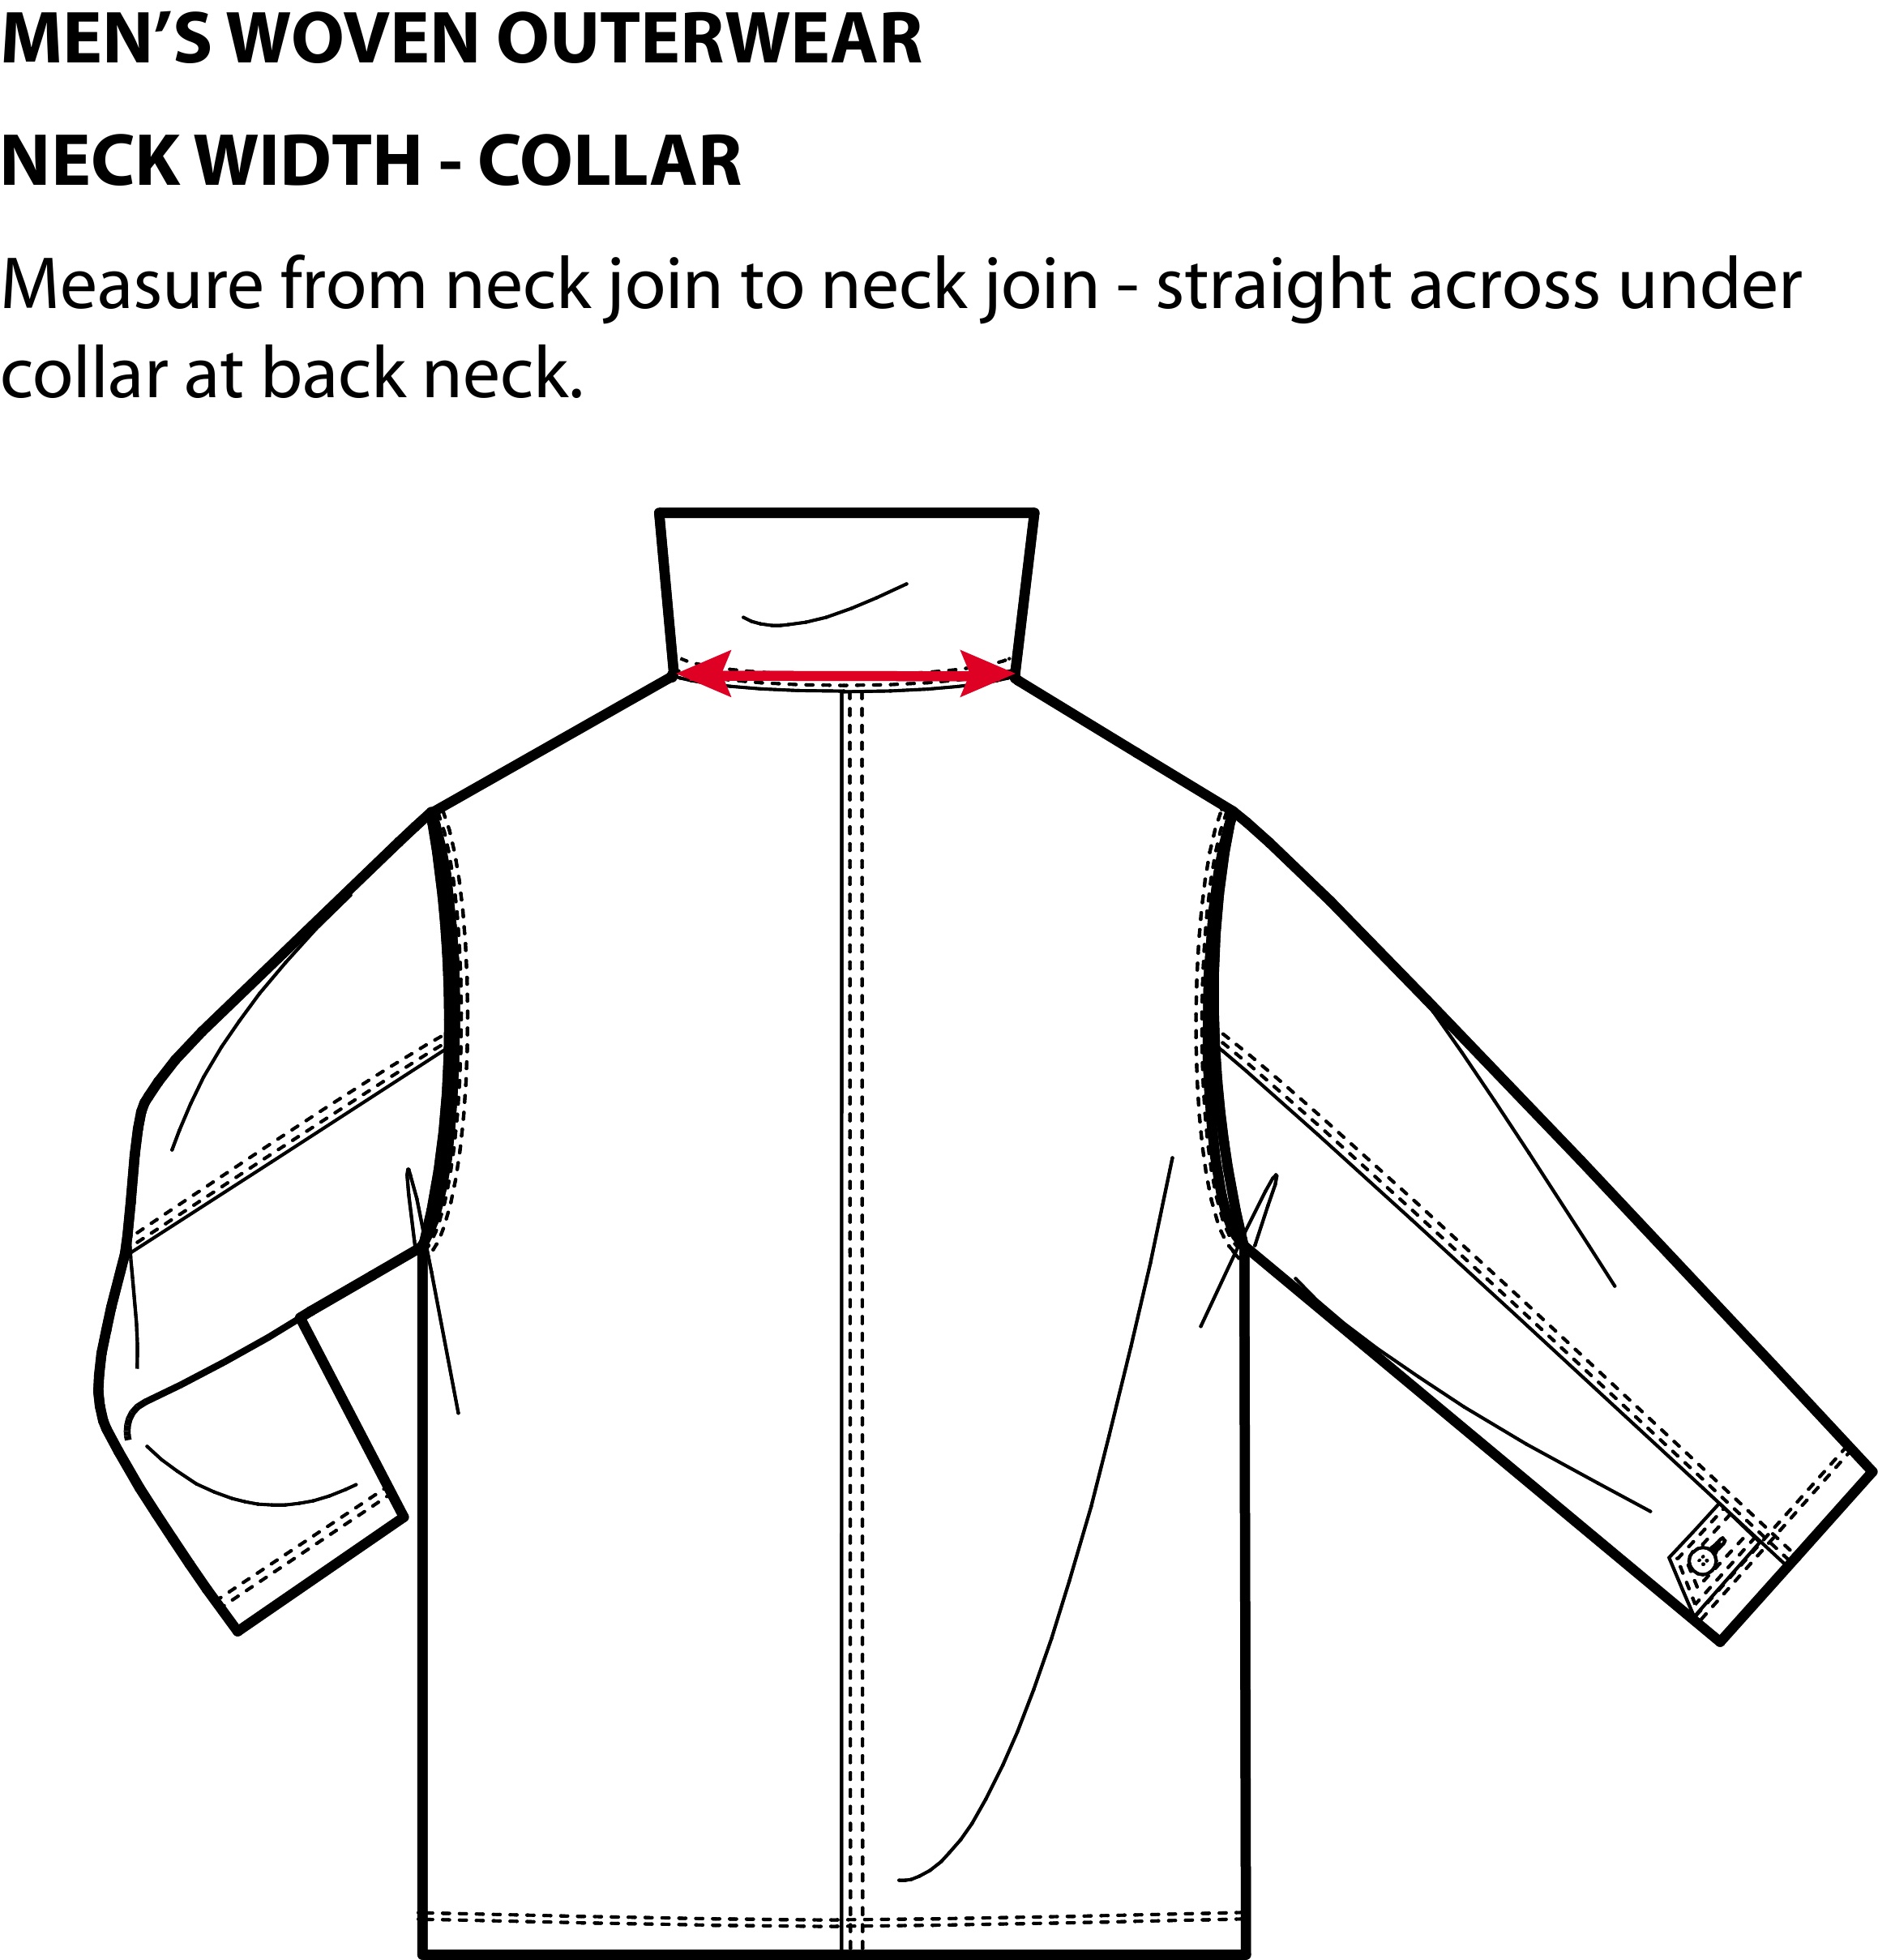 MEN’S WOVEN OUTERWEAR
NECK WIDTH - COLLAR
Measure from neck join to neck join - straight across under
collar at back neck.